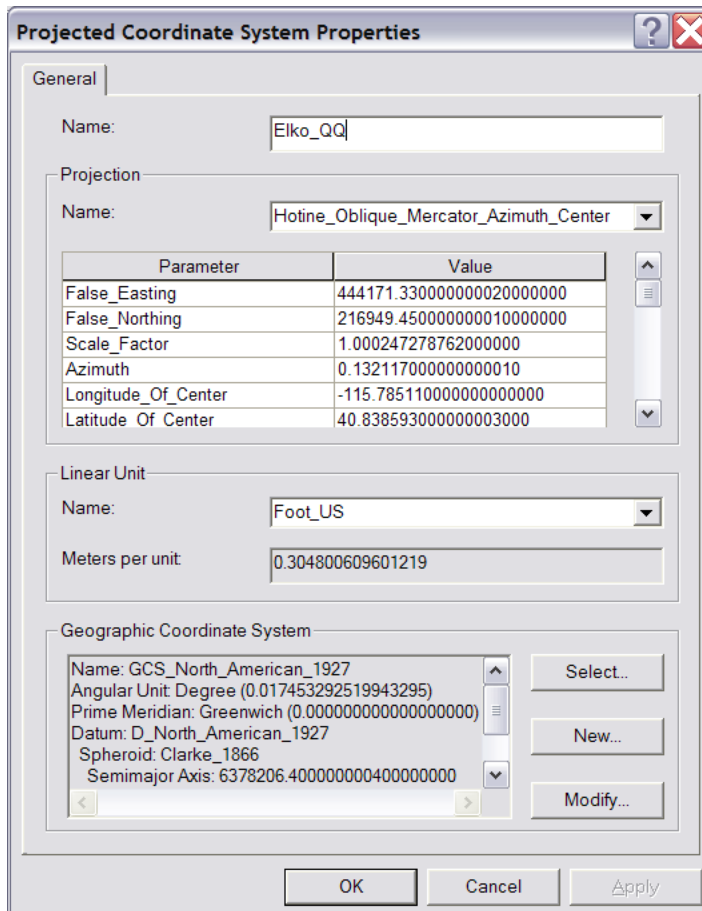 Projected Coordinate System Properties
General
Name: Elko_QQ
Projection
Name: Hotine_Oblique_Mercator_Azimuth_Center
Parameter Value
False_Easting 444171.330000000020000000
False_Northing 216949.450000000010000000
Scale_Factor 1.000247278762000000
Azimuth 0.132117000000000010
Longitude_Of_Center -115.785110000000000000
Latitude_Of_Center 40.838593000000003000
Linear Unit
Name: Foot_US
Meters per unit: 0.304800609601219
Geographic Coordinate System
Name: GCS_North_American_1927
Angular Unit: Degree (0.017453292519943295)
Prime Meridian: Greenwich (0.000000000000000000)
Datum: D_North_American_1927
Spheroid: Clarke_1866
Semimajor Axis: 6378206.400000000400000000
Select...
New...
Modify...
OK Cancel Apply